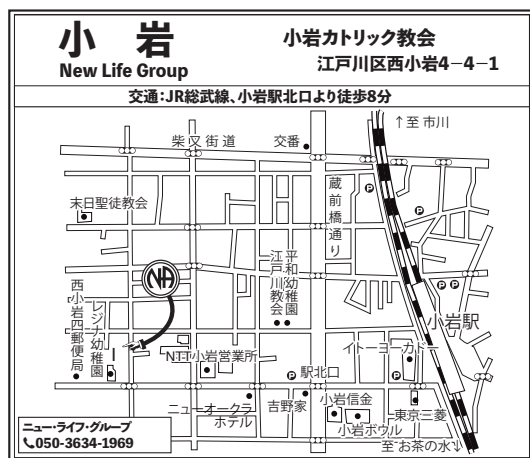 小岩
New Life Group
小岩カトリック教会
江戸川区西小岩4−4−1
交通：JR総武線、小岩駅北口より徒歩8分
↑至 市川
柴又街道
交番
蔵前橋通り
末日聖徒教会
平和幼稚園
江戸川教会
NA
小岩駅
レジナ幼稚園
西小岩四郵便局
NTT小岩営業所
イトーヨーカドー
駅北口
ニューオークラ
ホテル
吉野家
小岩信金
小岩ボウル
東京三菱
至 お茶の水↓
P
P
P
P
P
P
ニュー・ライフ・グループ
050-3634-1969